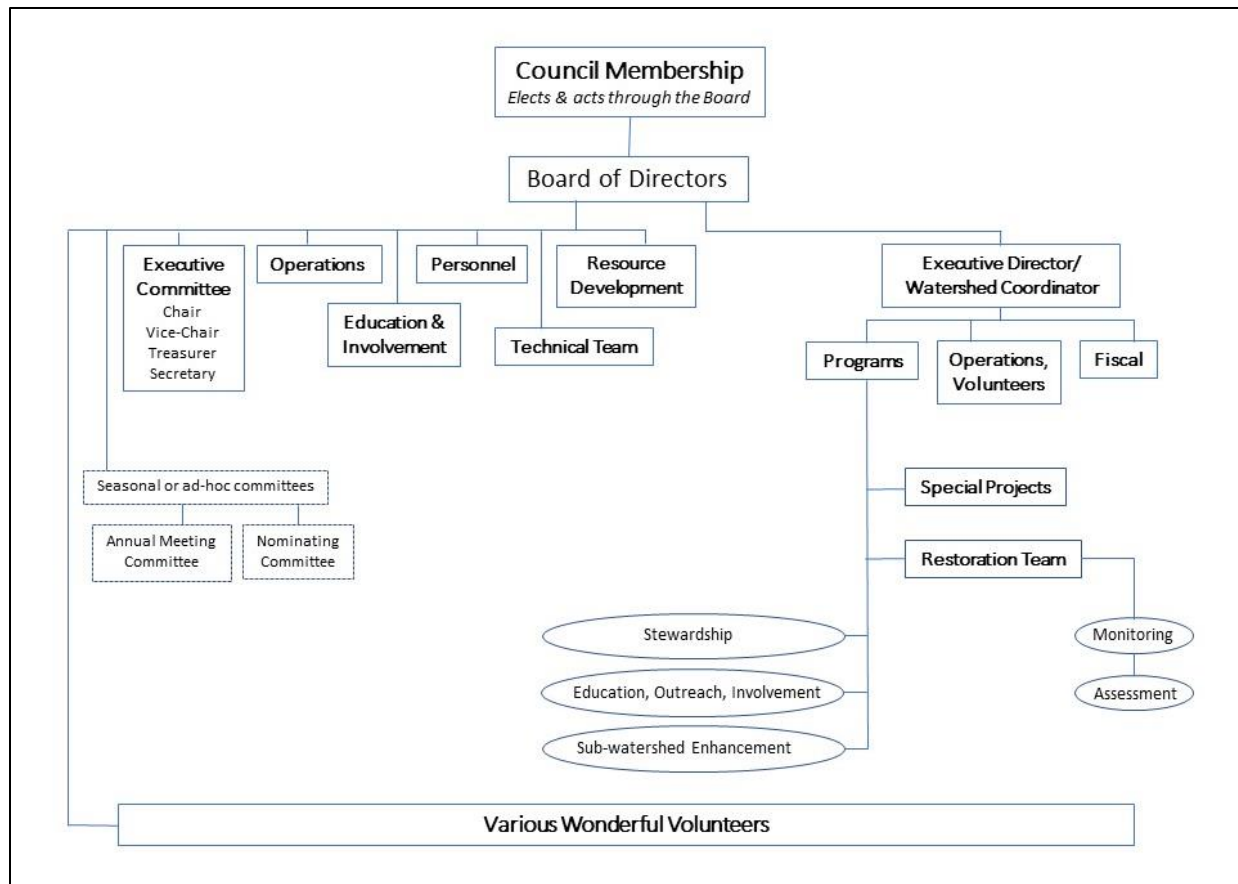 Council Membership
Elects & acts through the Board
Board of Directors
Executive
Committee
Chair
Vice-Chair
Treasurer
Secretary
Operations
Education &
Involvement
Personnel
Technical Team
Resource
Development
Executive Director/
Watershed Coordinator
Programs
Operations,
Volunteers
Fiscal
Seasonal or ad-hoc committees
Annual Meeting
Committee
Nominating
Committee
Special Projects
Restoration Team
Stewardship
Education, Outreach, Involvement
Sub-watershed Enhancement
Monitoring
Assessment
Various Wonderful Volunteers